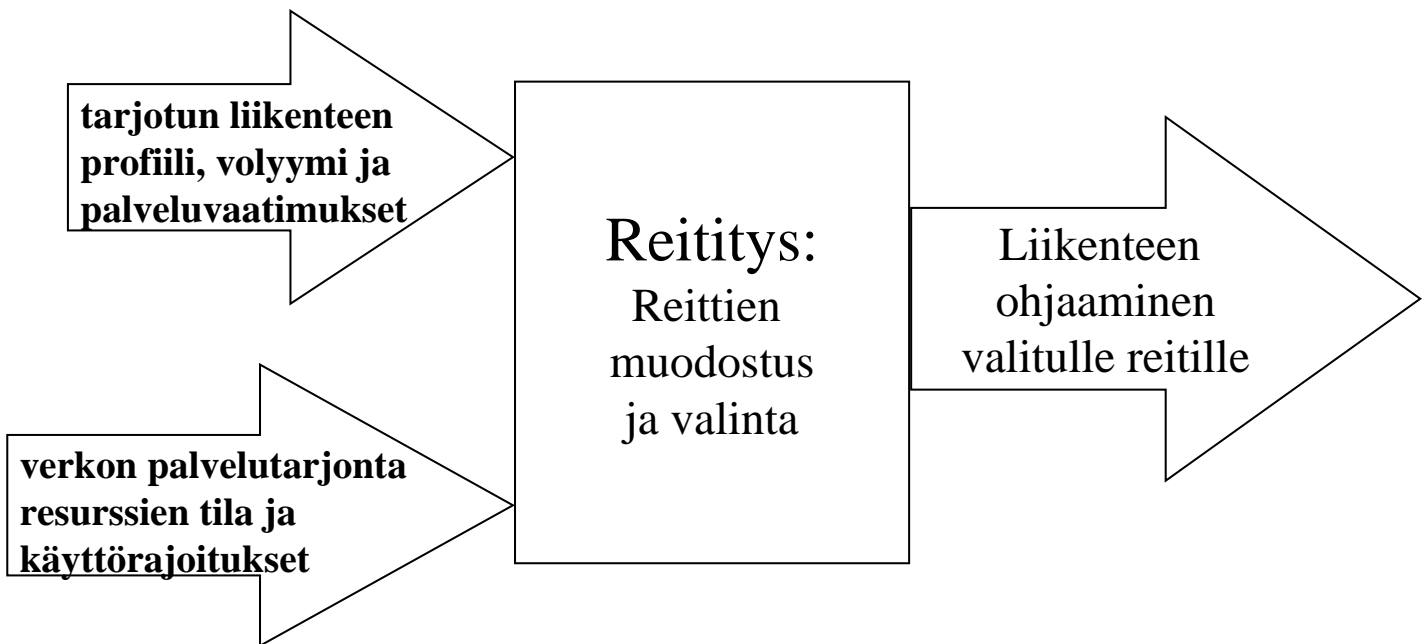 tarjotun liikenteen
profiili, volyymi ja
palveluvaatimukset
verkon palvelutarjonta
resurssien tila ja
käyttörajoitukset
Reititys:
Reittien
muodostus
ja valinta
Liikenteen
ohjaaminen
valitulle reitille